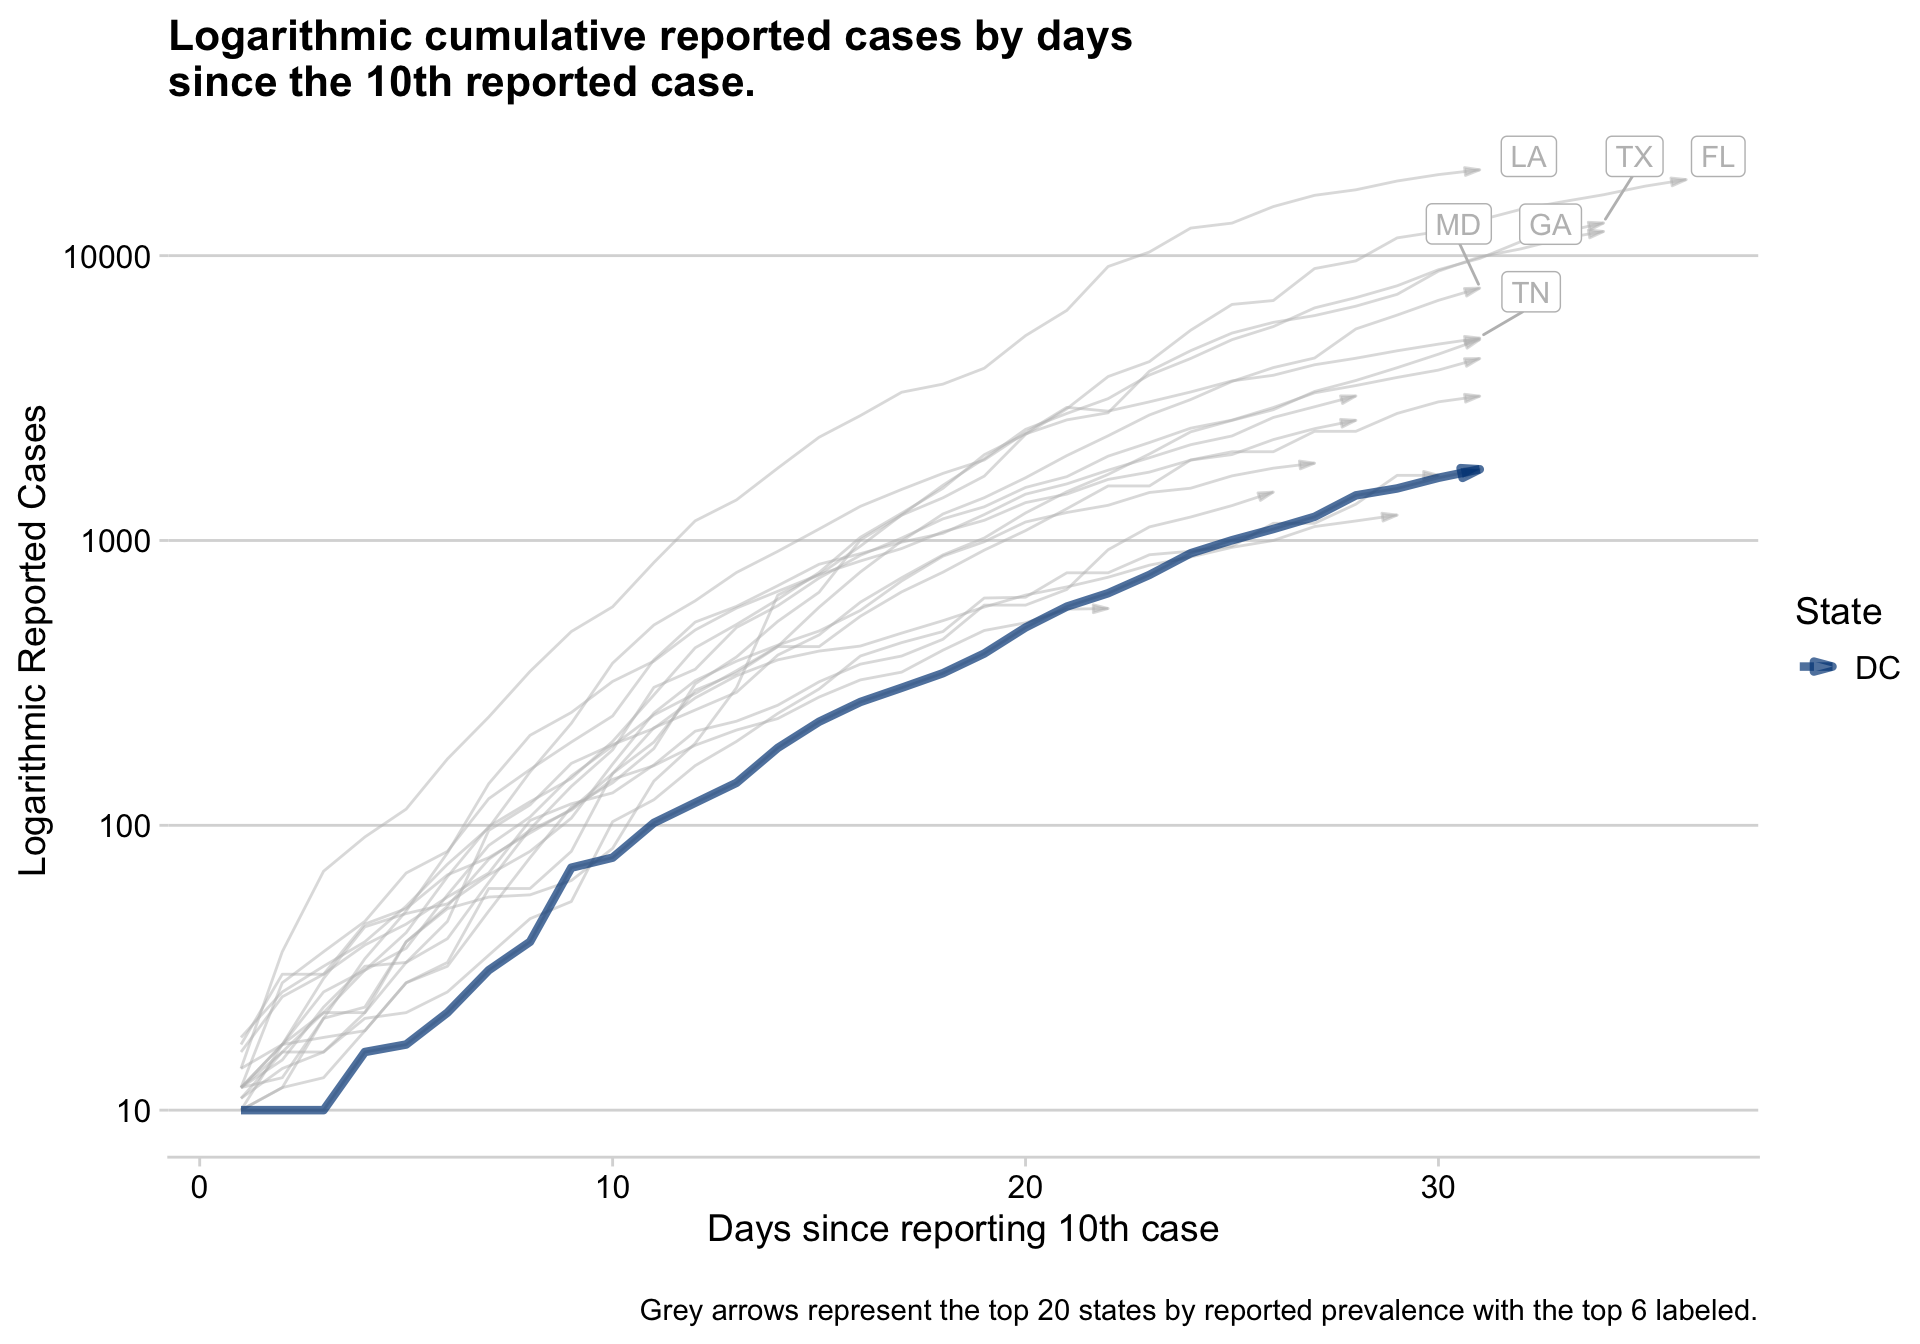 Logarithmic cumulative reported cases by days
since the 10th reported case.
LA
TX
FL
MD
GA
TN
10000
1000
100
10
Logarithmic Reported Cases
0
10
20
30
Days since reporting 10th case
State
DC
Grey arrows represent the top 20 states by reported prevalence with the top 6 labeled.